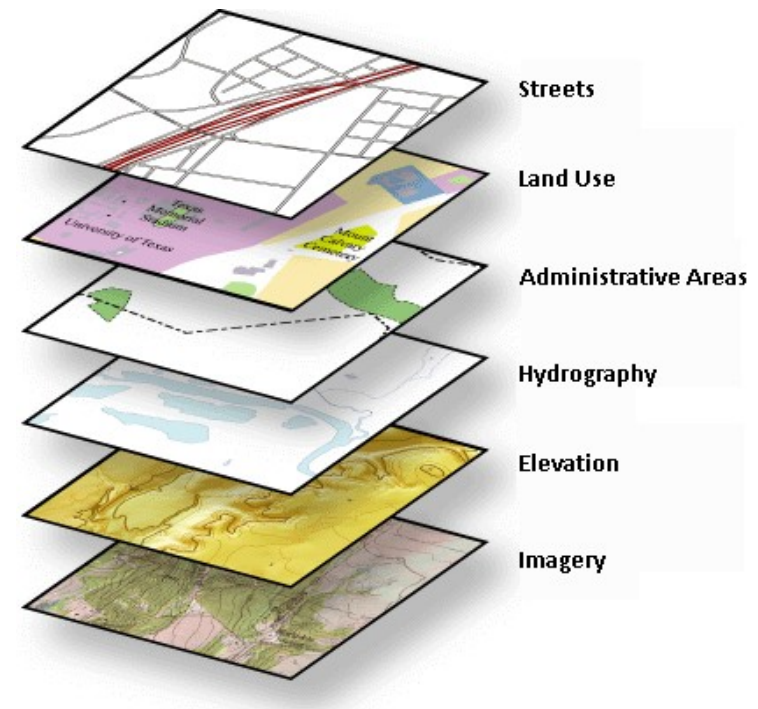 Streets
Land Use
Texas
Memorial
Stadium
University of Texas
Mount
Calvary
Cemetery
Administrative Areas
Hydrography
Elevation
Imagery